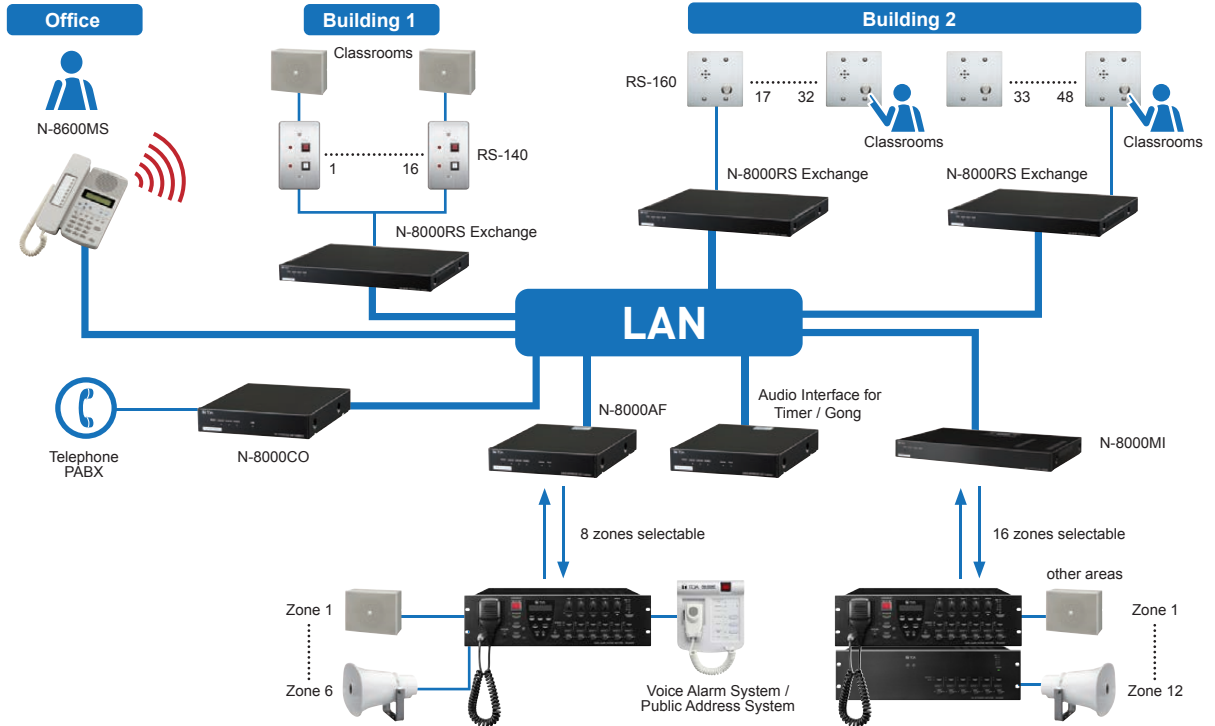 Office
Building 1
Building 2
Classrooms
N-8600MS
RS-160
17
32
33
48
Classrooms
Classrooms
1
16
RS-140
N-8000RS Exchange
N-8000RS Exchange
N-8000RS Exchange
LAN
Telephone
PABX
N-8000CO
N-8000AF
Audio Interface for
Timer / Gong
N-8000MI
8 zones selectable
16 zones selectable
other areas
Zone 1
Zone 6
TOA
Voice Alarm System /
Public Address System
Zone 1
Zone 12